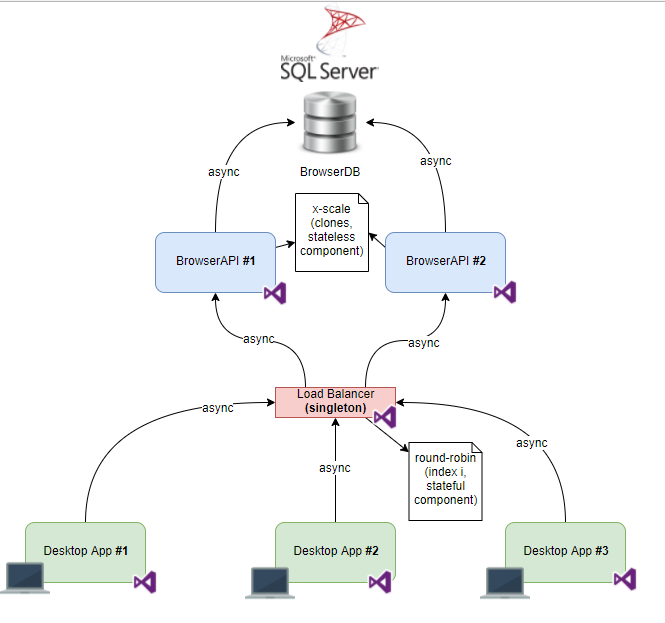 Microsoft®
SQL Server
BrowserDB
async
async
x-scale
(clones,
stateless
component)
BrowserAPI #1
BrowserAPI #2
async
async
Load Balancer
(singleton)
async
async
async
round-robin
(index i,
stateful
component)
Desktop App #1
Desktop App #2
Desktop App #3